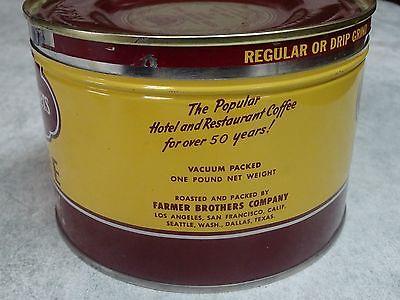 REGULAR OR DRIP GRIND
The Popular
Hotel and Restaurant Coffee
for over 50 years!
VACUUM PACKED
ONE POUND NET WEIGHT
ROASTED AND PACKED BY
FARMER BROTHERS COMPANY
LOS ANGELES, SAN FRANCISCO, CALIF.
SEATTLE, WASH., DALLAS, TEXAS.